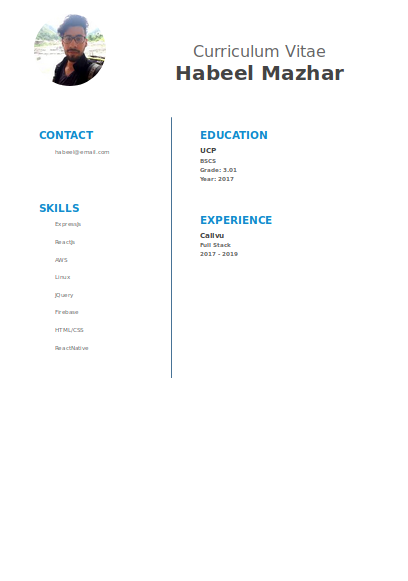 Curriculum Vitae
Habeel Mazhar
CONTACT
habeel@email.com
SKILLS
Expressjs
Reactjs
AWS
Linux
JQuery
Firebase
HTML/CSS
ReactNative
EDUCATION
UCP
BSCS
Grade: 3.01
Year: 2017
EXPERIENCE
Callvu
Full Stack
2017 - 2019